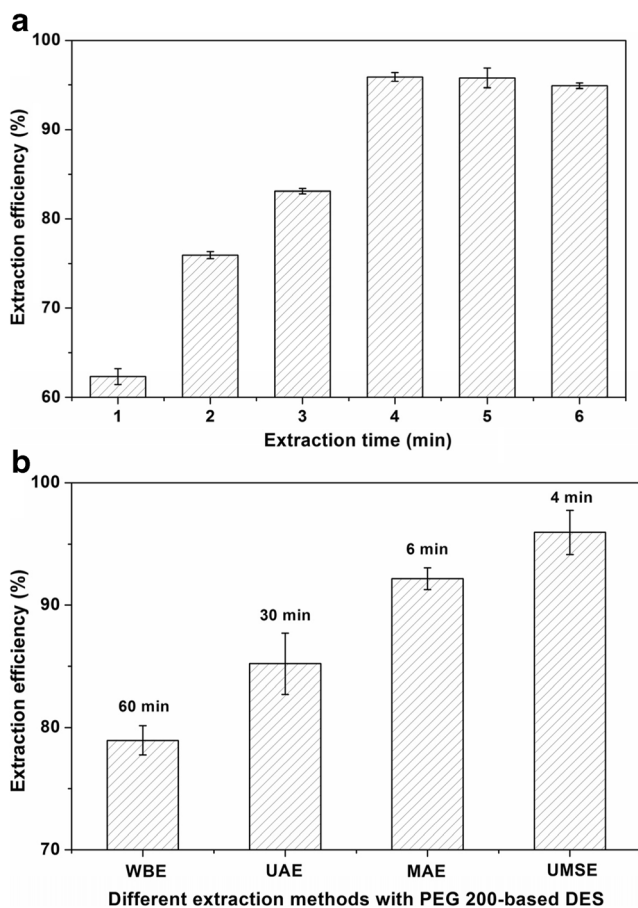 a
100
90
80
70
60
Extraction efficiency (%)
1 2 3 4 5 6
Extraction time (min)
b
100
90
80
70
Extraction efficiency (%)
60 min
30 min
6 min
4 min
WBE UAE MAE UMSE
Different extraction methods with PEG 200-based DES